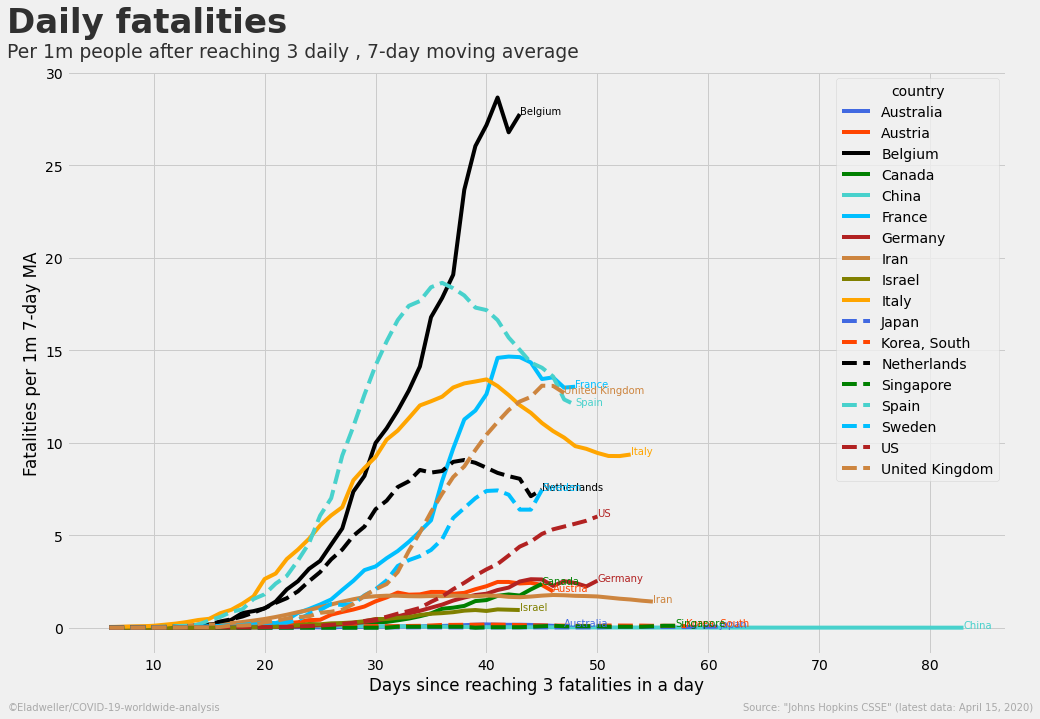 Daily fatalities
Per 1m people after reaching 3 daily , 7-day moving average
30
25
20
15
10
5
0
Fatalities per 1m 7-day MA
country
Australia
Austria
Belgium
Canada
China
France
Germany
Iran
Israel
Italy
Japan
Korea, South
Netherlands
Singapore
Spain
Sweden
US
United Kingdom
Belgium
France
United Kingdom
Spain
Italy
Netherlands
US
Germany
Canada
Austria
Iran
Israel
Australia
Singapore
Korea, South
China
10 20 30 40 50 60 70 80
Days since reaching 3 fatalities in a day
©Eladweller/COVID-19-worldwide-analysis
Source: "Johns Hopkins CSSE" (latest data: April 15, 2020)